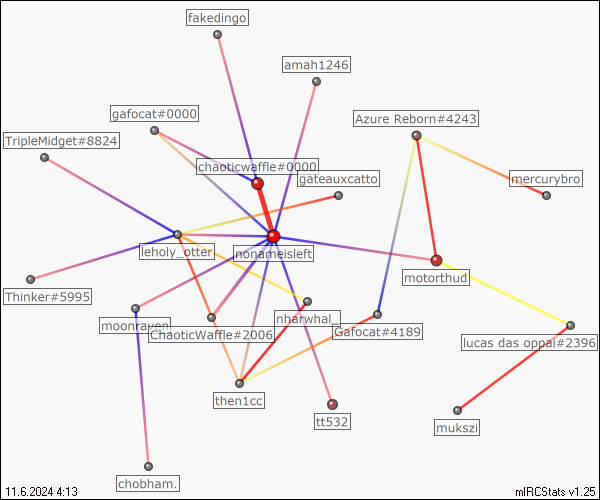 fakedingo
amah1246
gafocat#0000
Azure Reborn#4243
TripleMidget#8824
chaoticwaffle#0000
gateauxcatto
mercurybro
leholy_otter
nonameisleft
motorthud
Thinker#5995
moonraven
ChaoticWaffle#2006
nharwhal_
Gafocat#4189
lucas das oppai#2396
then1cc
tt532
mukszi
chobham.
11.6.2024 4:13
mIRCStats v1.25